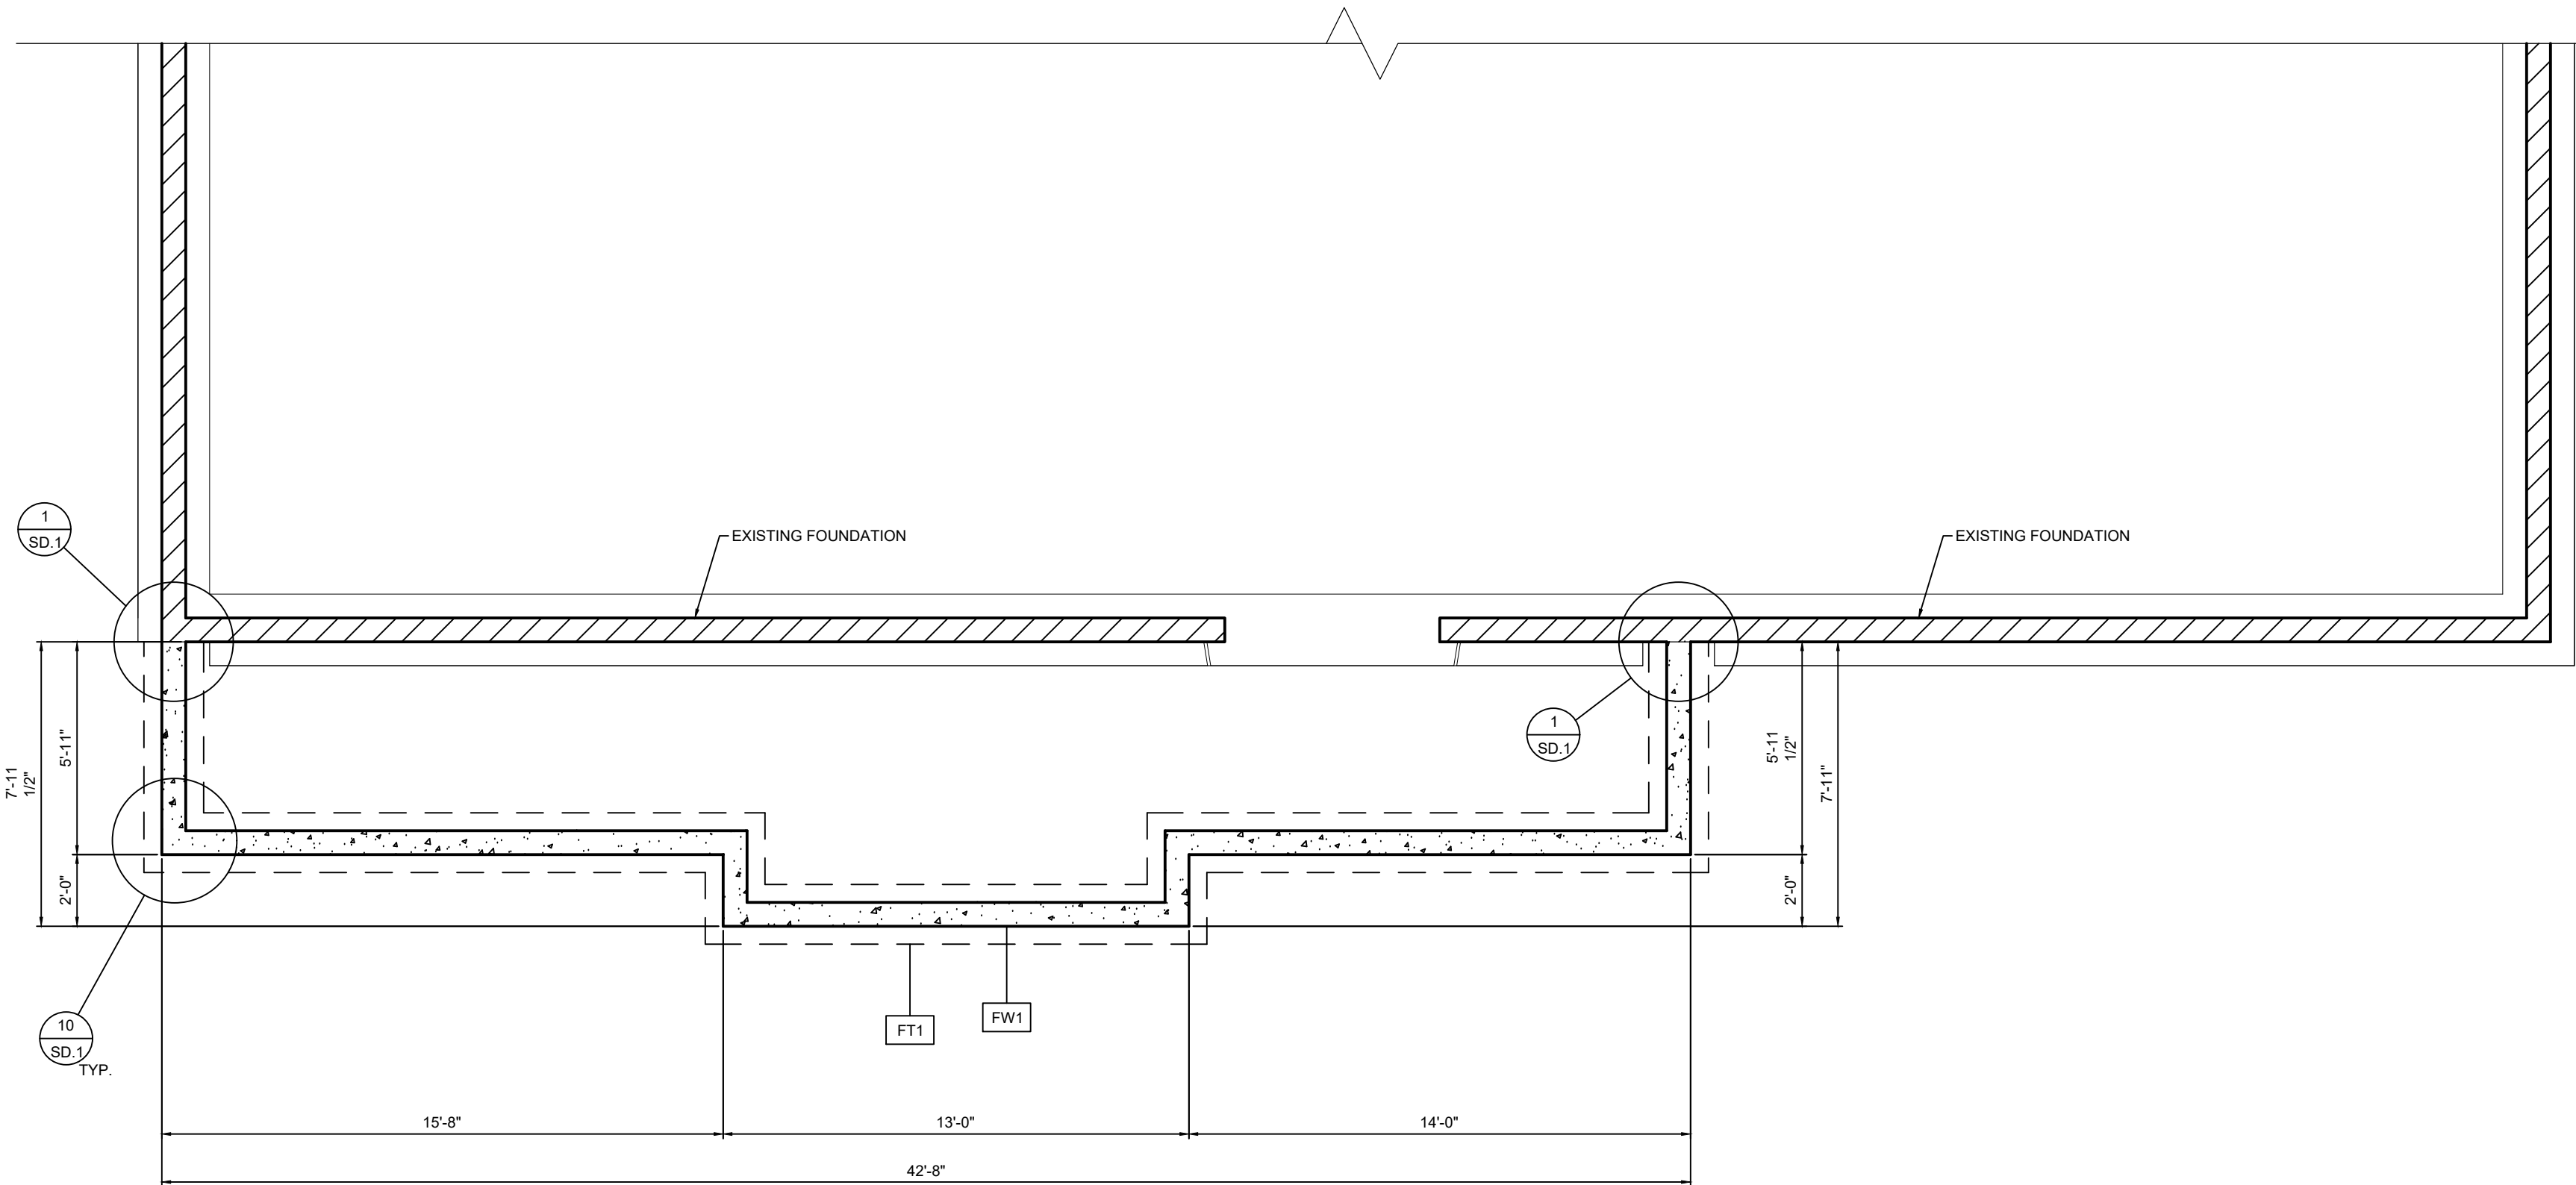 1
SD.1
EXISTING FOUNDATION
EXISTING FOUNDATION
7'-11
1/2"
5'-11"
2'-0"
1
SD.1
5'-11
1/2"
7'-11"
2'-0"
10
SD.1
TYP.
FT1
FW1
15'-8"
13'-0"
14'-0"
42'-8"